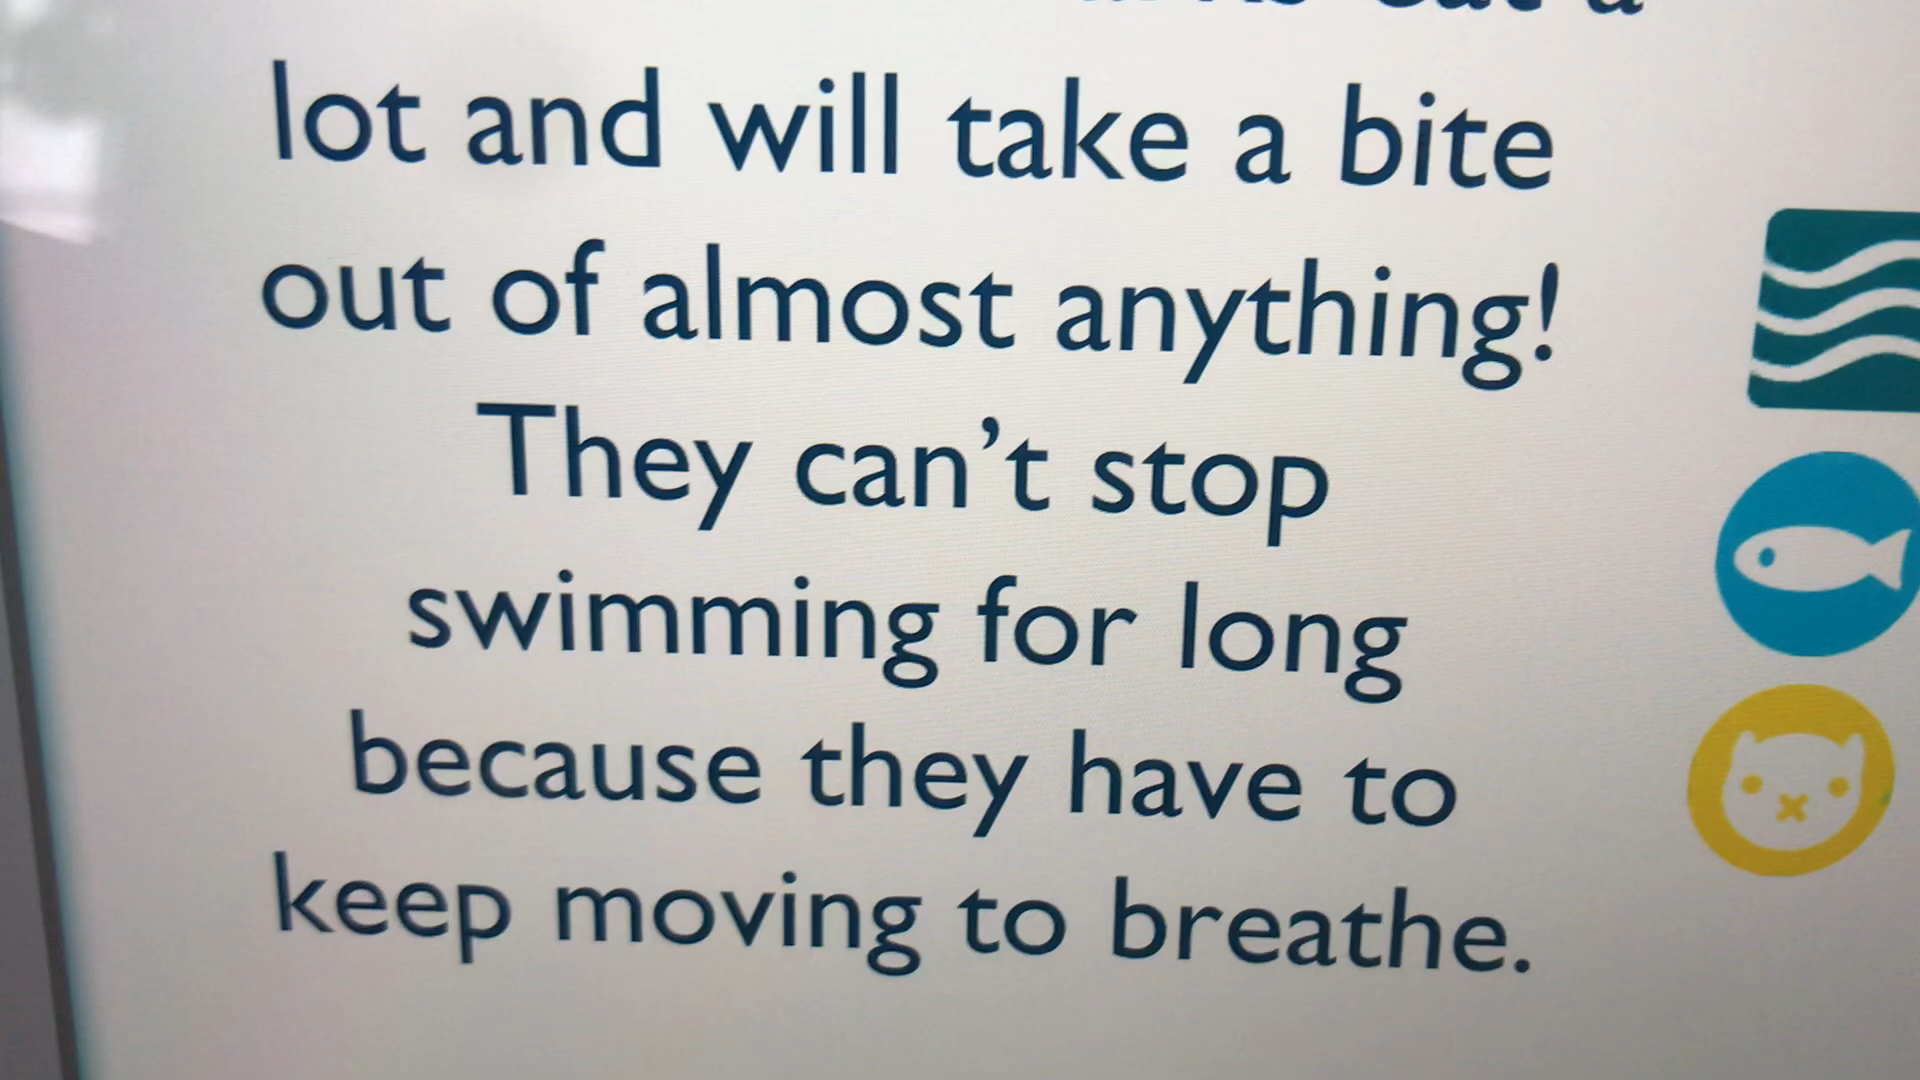 eat a
lot and will take a bite
out of almost anything!
They can't stop
swimming for long
because they have to
keep moving to breathe.